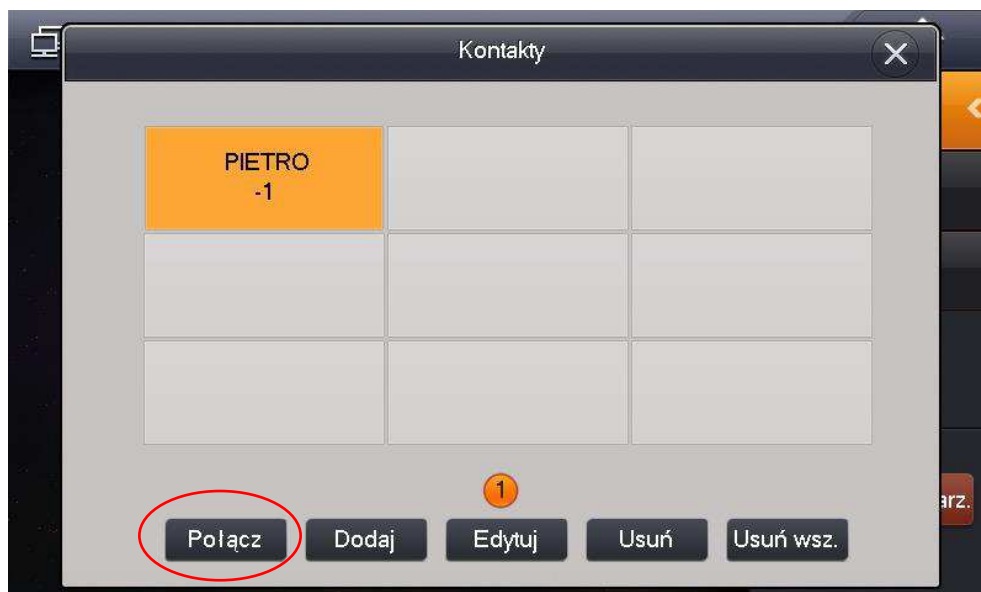 Kontakty
PIETRO
-1
1
Połącz
Dodaj
Edytuj
Usuń
Usuń wsz.
arz.